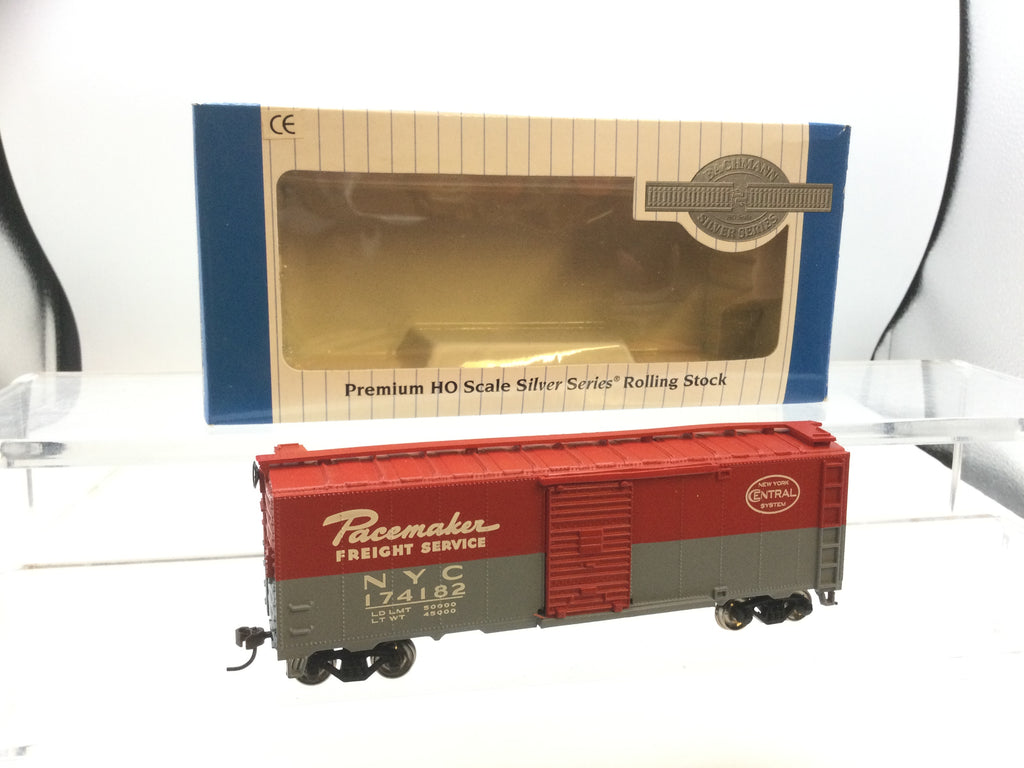 CE
BACHMANN
SILVER SERIES
Premium HO Scale Silver Series® Rolling Stock
Pacemaker
FREIGHT SERVICE
NYC
174182
LD LMT 50000
LT WT 45000
NEW YORK
CENTRAL
SYSTEM